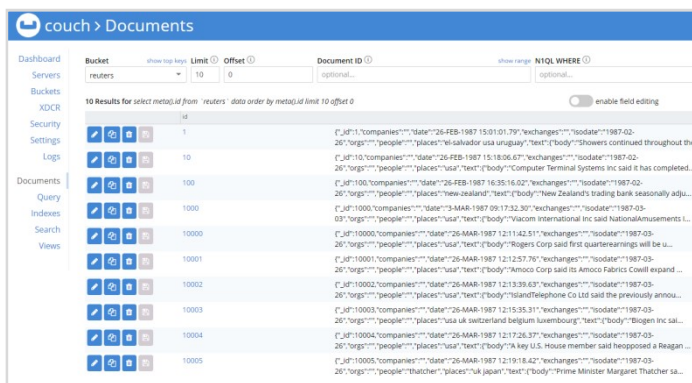 couch > Documents
Dashboard
Servers
Buckets
XDCR
Security
Settings
Logs
Documents
Query
Indexes
Search
Views
Bucket show top keys Limit Offset Document ID show range N1QL WHERE
reuters 10 0 optional... optional...
10 Results for select meta().id from `reuters` data order by meta().id limit 10 offset 0 enable field editing
id
1 {"_id":1,"companies":"","date":"26-FEB-1987 15:01:01.79","exchanges":"","isodate":"1987-02-
26","orgs":"","people":"","places":"el-salvador usa uruguay","text":{"body":"Showers continued throughout the
10 {"_id":10,"companies":"","date":"26-FEB-1987 15:18:06.67","exchanges":"","isodate":"1987-02-
26","orgs":"","people":"","places":"usa","text":{"body":"Computer Terminal Systems Inc said it has completed...
100 {"_id":100,"companies":"","date":"26-FEB-1987 16:35:16.02","exchanges":"","isodate":"1987-02-
26","orgs":"","people":"","places":"new-zealand","text":{"body":"New Zealand's trading bank seasonally adju...
1000 {"_id":1000,"companies":"","date":"3-MAR-1987 09:17:32.30","exchanges":"","isodate":"1987-03-
03","orgs":"","people":"","places":"usa","text":{"body":"Viacom International Inc said NationalAmusements I...
10000 {"_id":10000,"companies":"","date":"26-MAR-1987 12:11:42.51","exchanges":"","isodate":"1987-03-
26","orgs":"","people":"","places":"usa","text":{"body":"Rogers Corp said first quarterearnings will be u...
10001 {"_id":10001,"companies":"","date":"26-MAR-1987 12:12:57.76","exchanges":"","isodate":"1987-03-
26","orgs":"","people":"","places":"usa","text":{"body":"Amoco Corp said its Amoco Fabrics Cowill expand ...
10002 {"_id":10002,"companies":"","date":"26-MAR-1987 12:13:39.63","exchanges":"","isodate":"1987-03-
26","orgs":"","people":"","places":"usa","text":{"body":"IslandTelephone Co Ltd said the previously annou...
10003 {"_id":10003,"companies":"","date":"26-MAR-1987 12:15:35.31","exchanges":"","isodate":"1987-03-
26","orgs":"","people":"","places":"usa uk switzerland belgium luxembourg","text":{"body":"Biogen Inc sai...
10004 {"_id":10004,"companies":"","date":"26-MAR-1987 12:17:26.37","exchanges":"","isodate":"1987-03-
26","orgs":"","people":"","places":"usa","text":{"body":"A key U.S. House member said heopposed a Reagan ...
10005 {"_id":10005,"companies":"","date":"26-MAR-1987 12:19:18.42","exchanges":"","isodate":"1987-03-
26","orgs":"","people":"thatcher","places":"uk japan","text":{"body":"Prime Minister Margaret Thatcher sa...